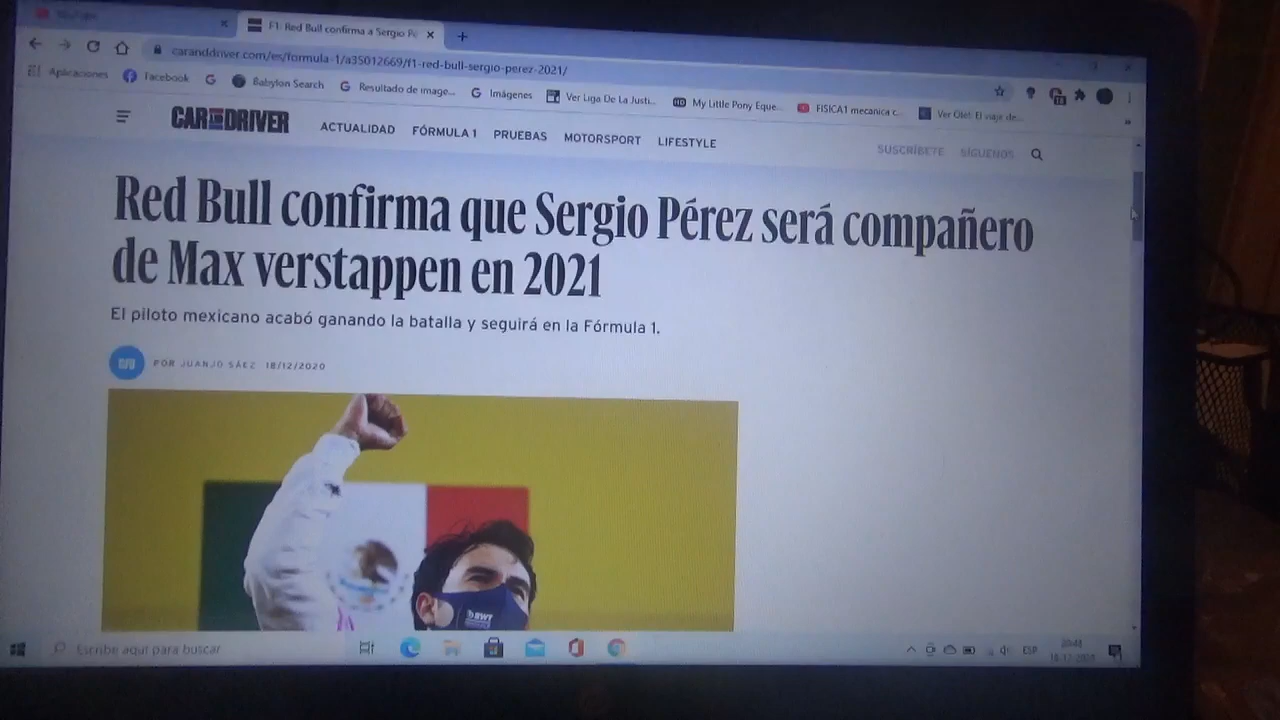 YouTube
F1: Red Bull confirma a Sergio Pé
caranddriver.com/es/formula-1/a35012669/f1-red-bull-sergio-perez-2021/
Aplicaciones Facebook Babylon Search Resultado de image... Imágenes Ver Liga De La Justi... My Little Pony Eque... FISICA1 mecanica c... Ver Olé! El viaje de...
CAR AND DRIVER ACTUALIDAD FÓRMULA 1 PRUEBAS MOTORSPORT LIFESTYLE SUSCRÍBETE SÍGUENOS
Red Bull confirma que Sergio Pérez será compañero
de Max verstappen en 2021
El piloto mexicano acabó ganando la batalla y seguirá en la Fórmula 1.
POR JUANJO SÁEZ 18/12/2020
BWT
Escribe aquí para buscar
ESP